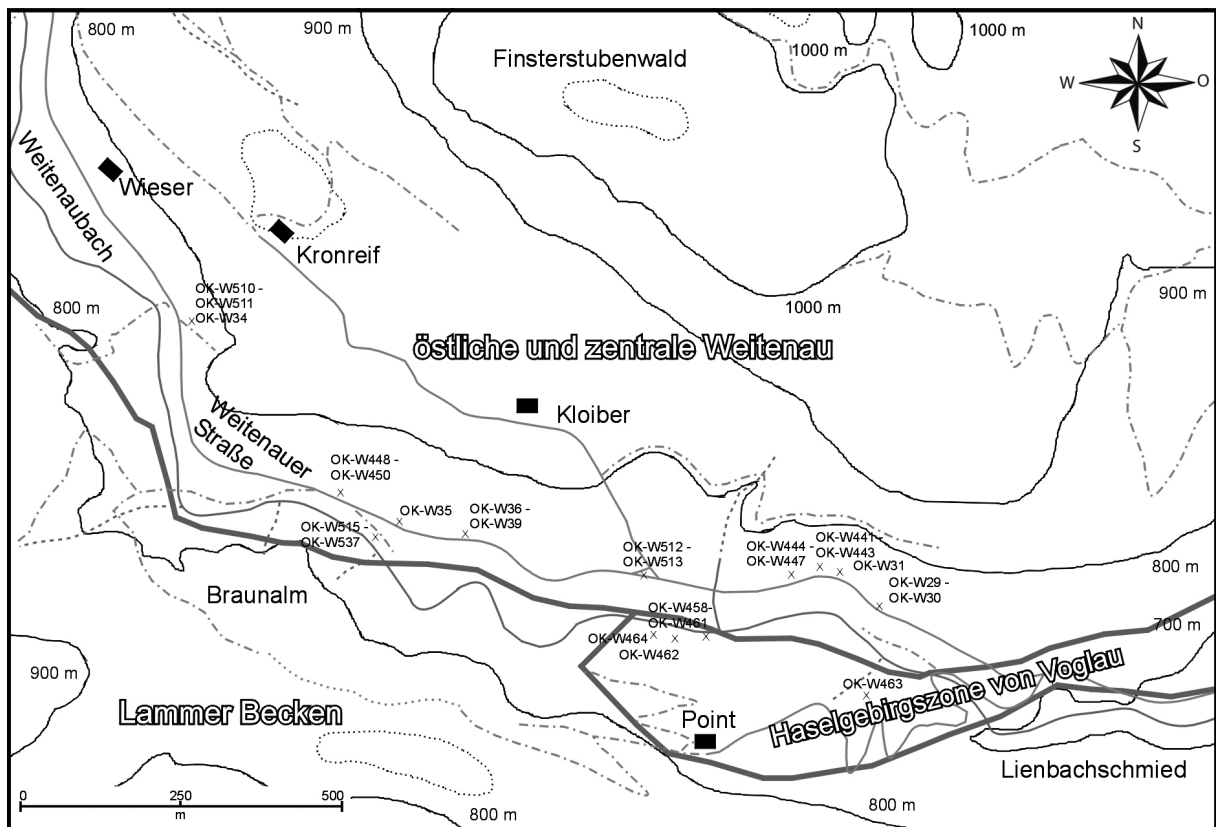 800 m
900 m
1000 m
1000 m
N
W
O
S
Finsterstubenwald
Weitenaubach
Wieser
Kronreif
OK-W510 -
OK-W511
OK-W34
800 m
1000 m
900 m
östliche und zentrale Weitenau
Kloiber
Weitenauer
Straße
OK-W448 -
OK-W450
OK-W35
OK-W36 -
OK-W39
OK-W515 -
OK-W537
OK-W512 -
OK-W513
OK-W444 -
OK-W447
OK-W441 -
OK-W443
OK-W31
OK-W29 -
OK-W30
800 m
Braunalm
OK-W458-
OK-W461
OK-W464
OK-W462
700 m
900 m
OK-W463
Haselgebirgszone von Voglau
Lammer Becken
Point
Lienbachschmied
0
250
500
m
800 m
800 m